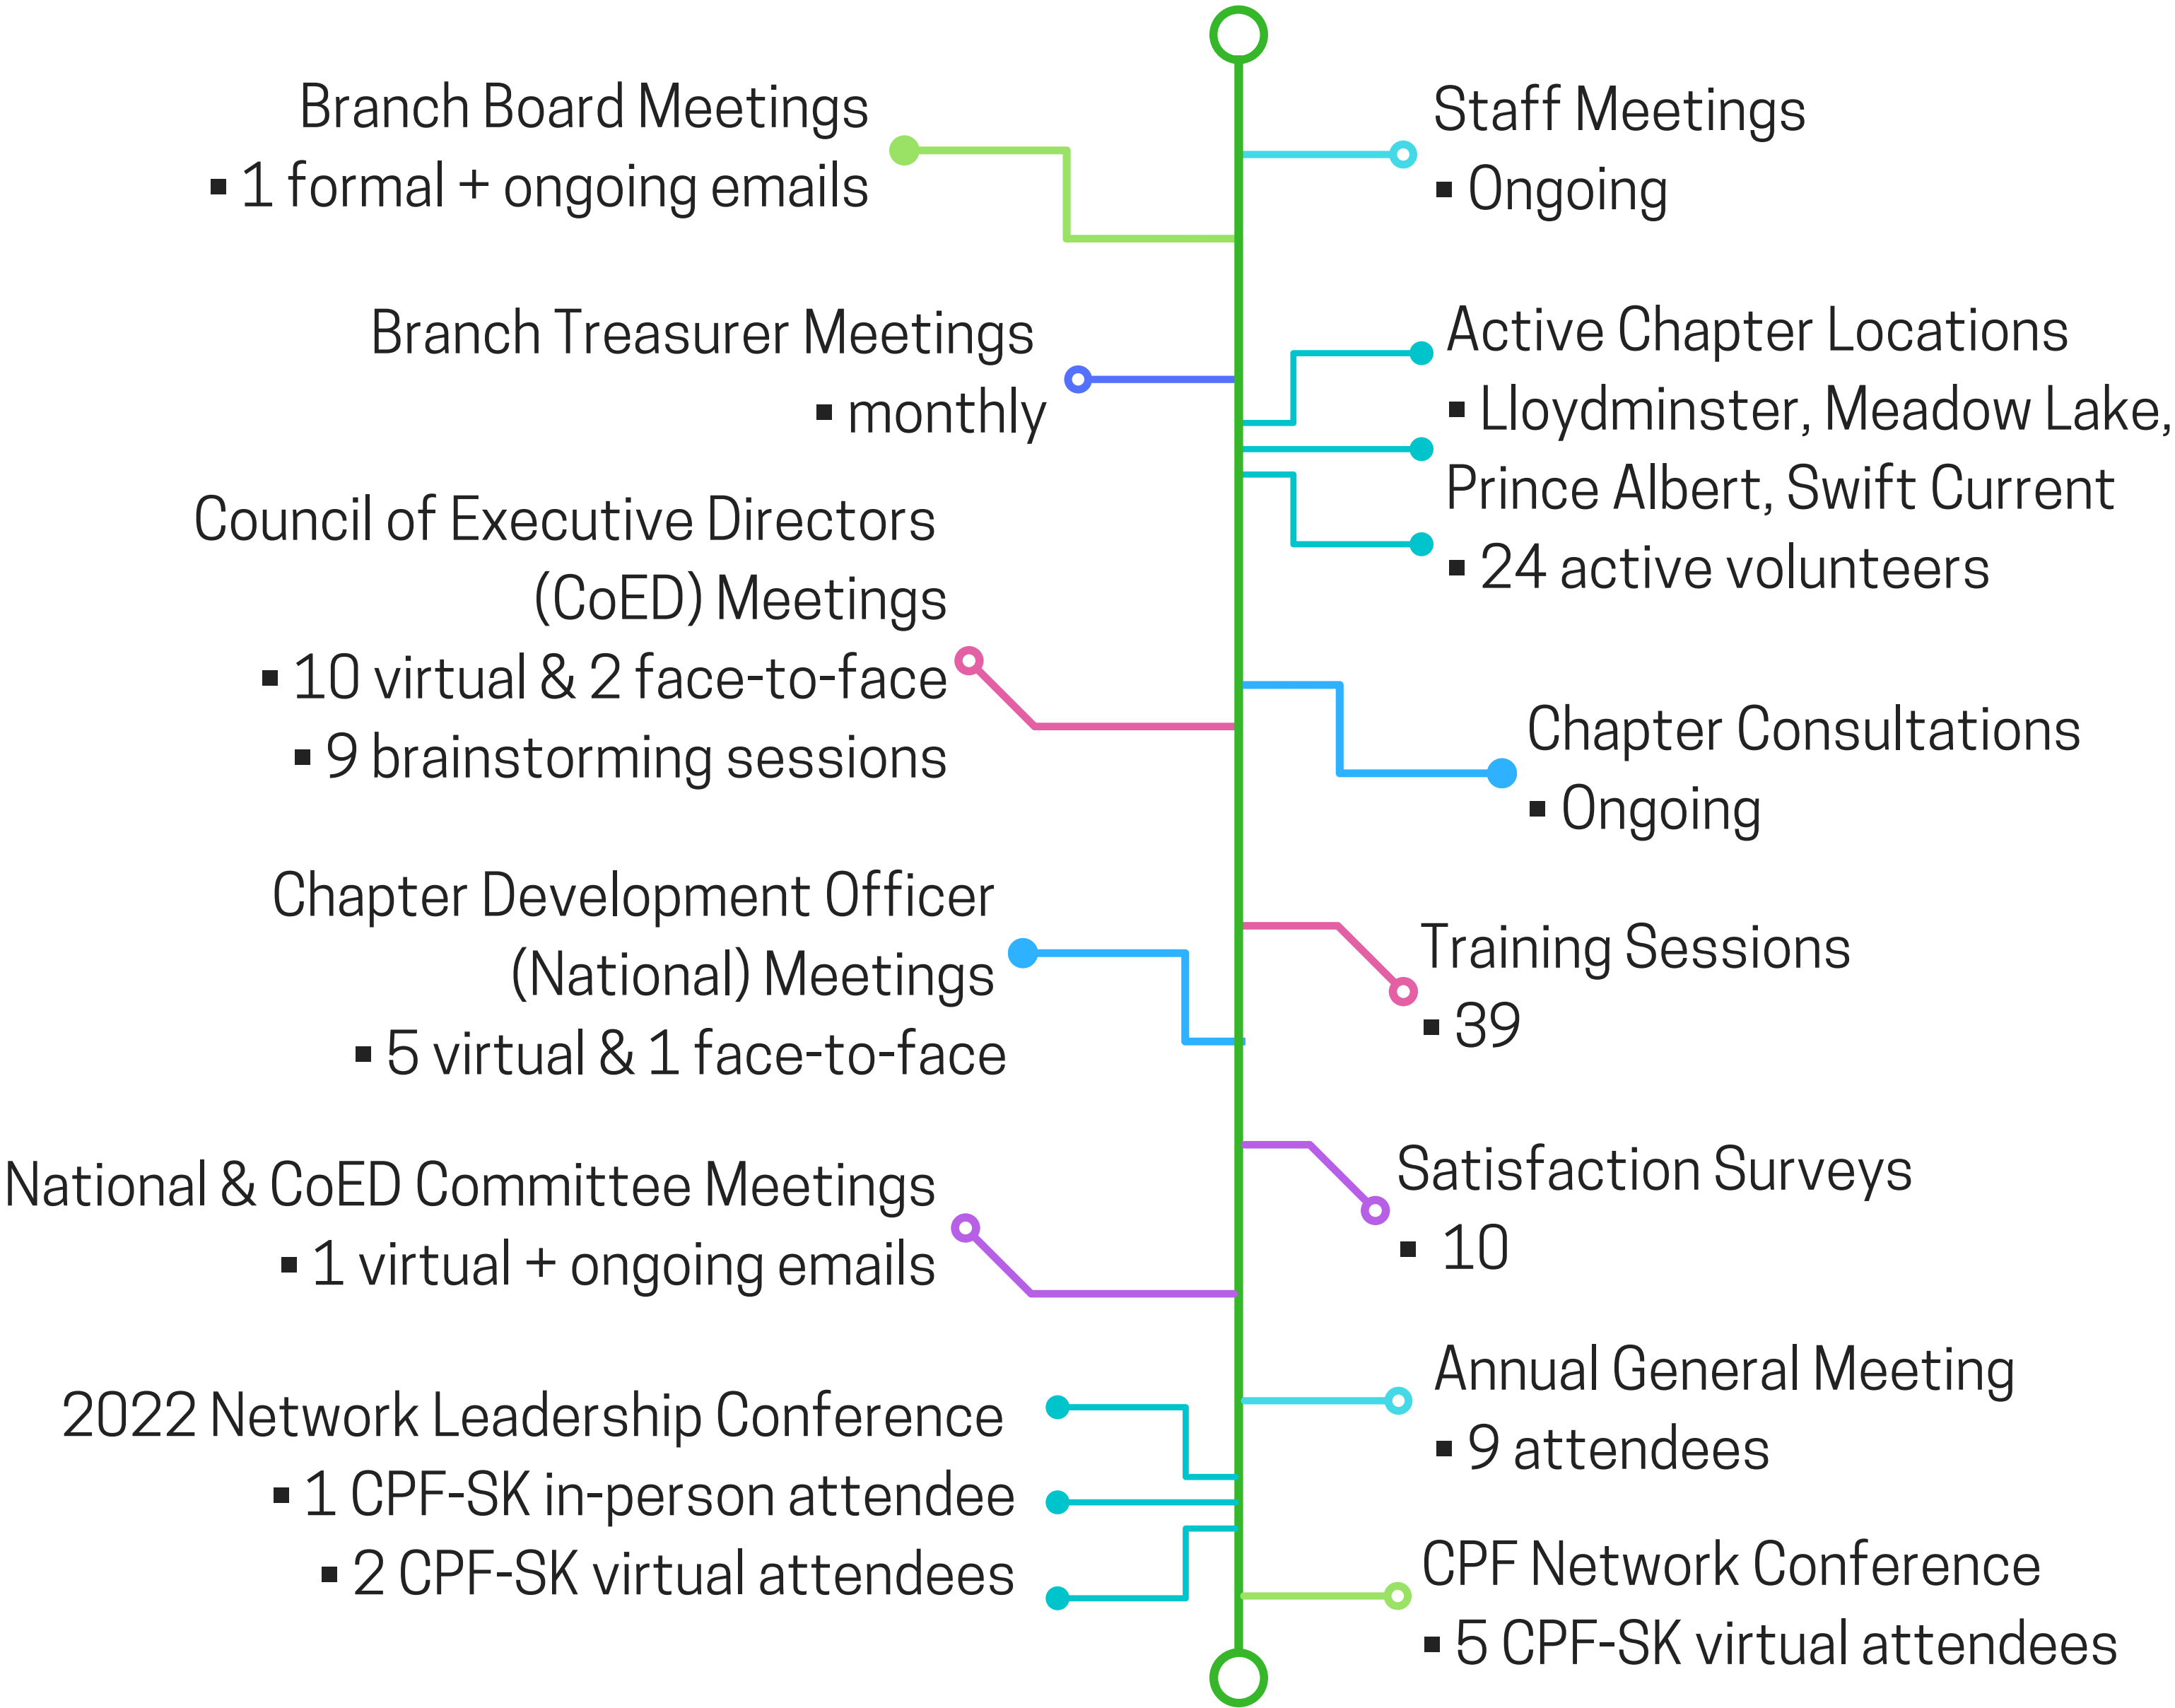 Branch Board Meetings
▪ 1 formal + ongoing emails
Branch Treasurer Meetings
▪ monthly
Council of Executive Directors
(CoED) Meetings
▪ 10 virtual & 2 face-to-face
▪ 9 brainstorming sessions
Chapter Development Officer
(National) Meetings
▪ 5 virtual & 1 face-to-face
National & CoED Committee Meetings
▪ 1 virtual + ongoing emails
2022 Network Leadership Conference
▪ 1 CPF-SK in-person attendee
▪ 2 CPF-SK virtual attendees
Staff Meetings
▪ Ongoing
Active Chapter Locations
▪ Lloydminster, Meadow Lake,
Prince Albert, Swift Current
▪ 24 active volunteers
Chapter Consultations
▪ Ongoing
Training Sessions
▪ 39
Satisfaction Surveys
▪ 10
Annual General Meeting
▪ 9 attendees
CPF Network Conference
▪ 5 CPF-SK virtual attendees